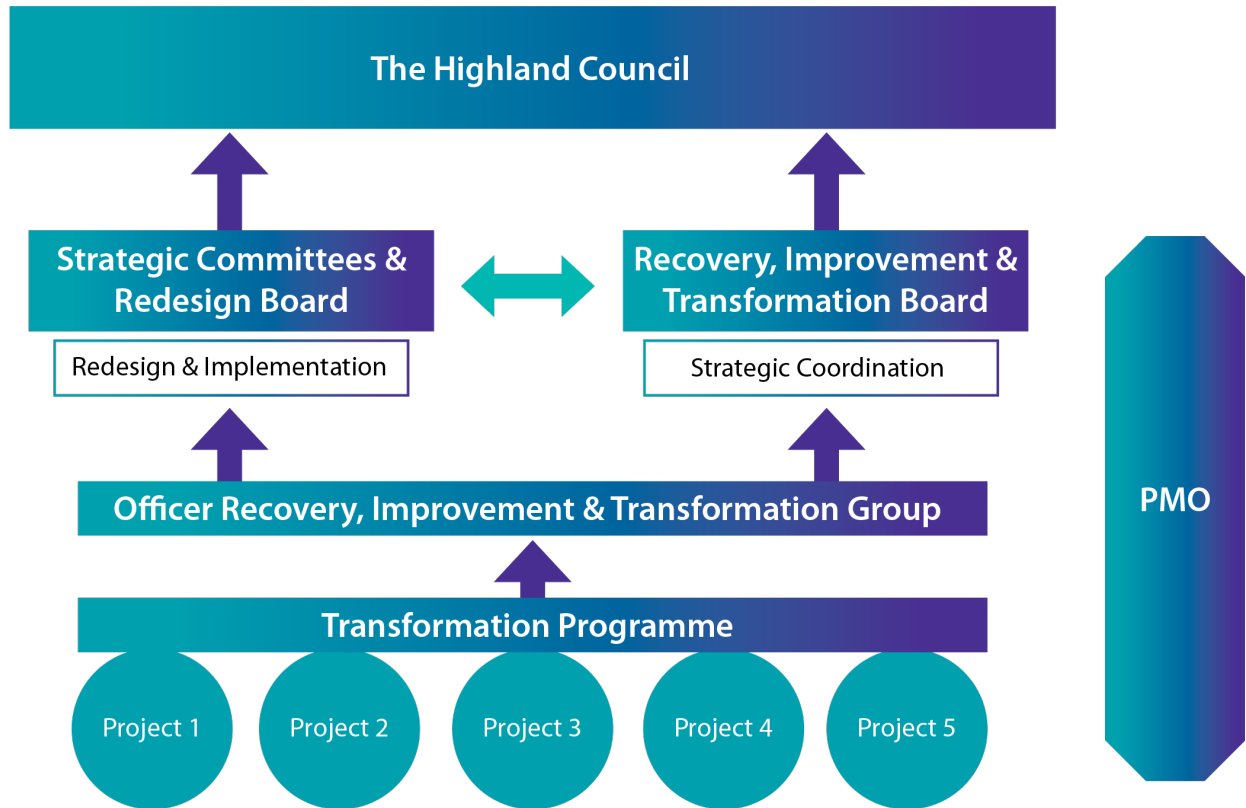 The Highland Council
Strategic Committees &
Redesign Board
Recovery, Improvement &
Transformation Board
Redesign & Implementation
Strategic Coordination
Officer Recovery, Improvement & Transformation Group
PMO
Transformation Programme
Project 1
Project 2
Project 3
Project 4
Project 5